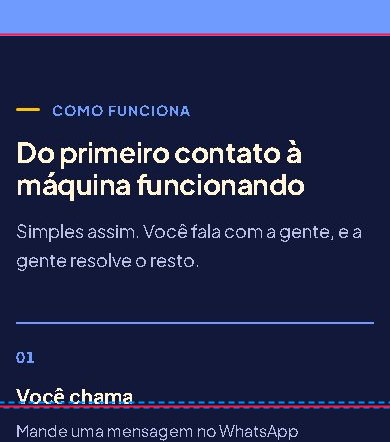 COMO FUNCIONA
Do primeiro contato à
máquina funcionando
Simples assim. Você fala com a gente, e a
gente resolve o resto.
01
Você chama
Mande uma mensagem no WhatsApp